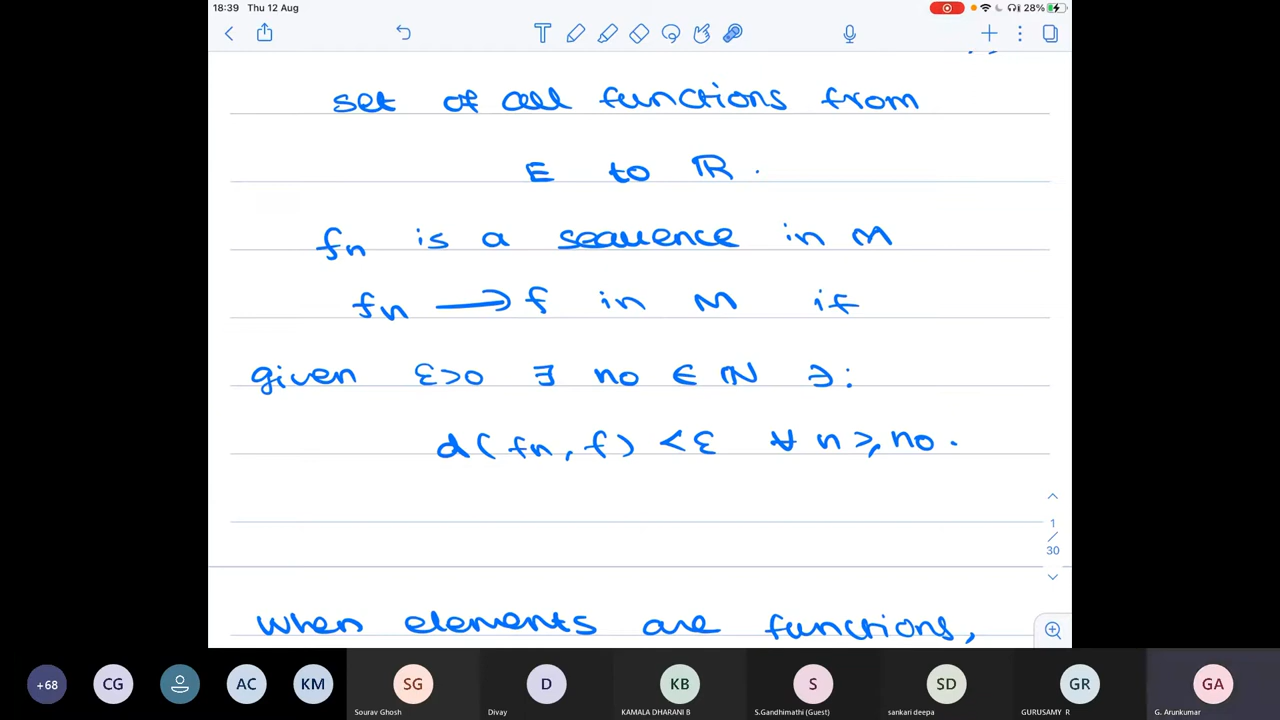 18:39 Thu 12 Aug
28%
set of all functions from
E to ℝ.
fn is a sequence in M
fn ⟶ f in M if
given ε>0 ∃ n0 ∈ ℕ ∋:
d(fn, f) < ε ∀ n ≥ n0.
1
/
30
when elements are functions,
+68
CG
AC
KM
SG
D
KB
S
SD
GR
GA
Sourav Ghosh
Divay
KAMALA DHARANI B
S.Gandhimathi (Guest)
sankari deepa
GURUSAMY R
G. Arunkumar